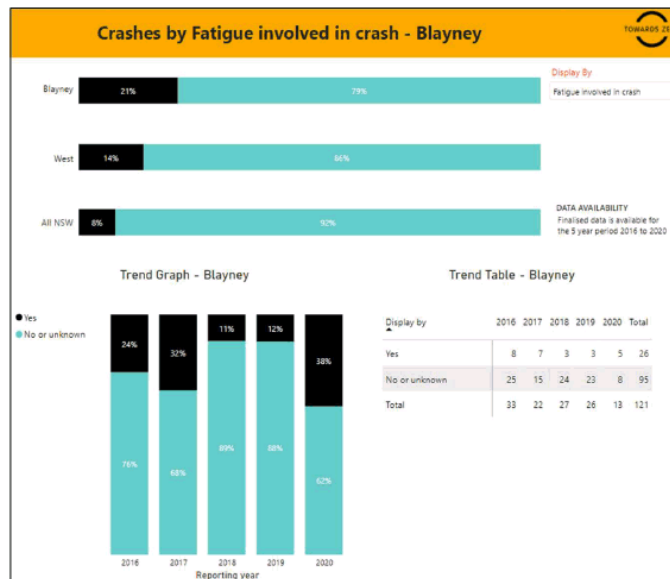 Crashes by Fatigue involved in crash - Blayney
TOWARDS ZE
Display By
Fatigue involved in crash
Blayney 21% 79%
West 14% 86%
All NSW 8% 92%
DATA AVAILABILITY
Finalised data is available for
the 5 year period 2016 to 2020
Trend Graph - Blayney
Yes
No or unknown
24% 32% 11% 12% 38%
76% 68% 89% 88% 62%
2016 2017 2018 2019 2020
Reporting year
Trend Table - Blayney
Display by 2016 2017 2018 2019 2020 Total
Yes 8 7 3 3 5 26
No or unknown 25 15 24 23 8 95
Total 33 22 27 26 13 121